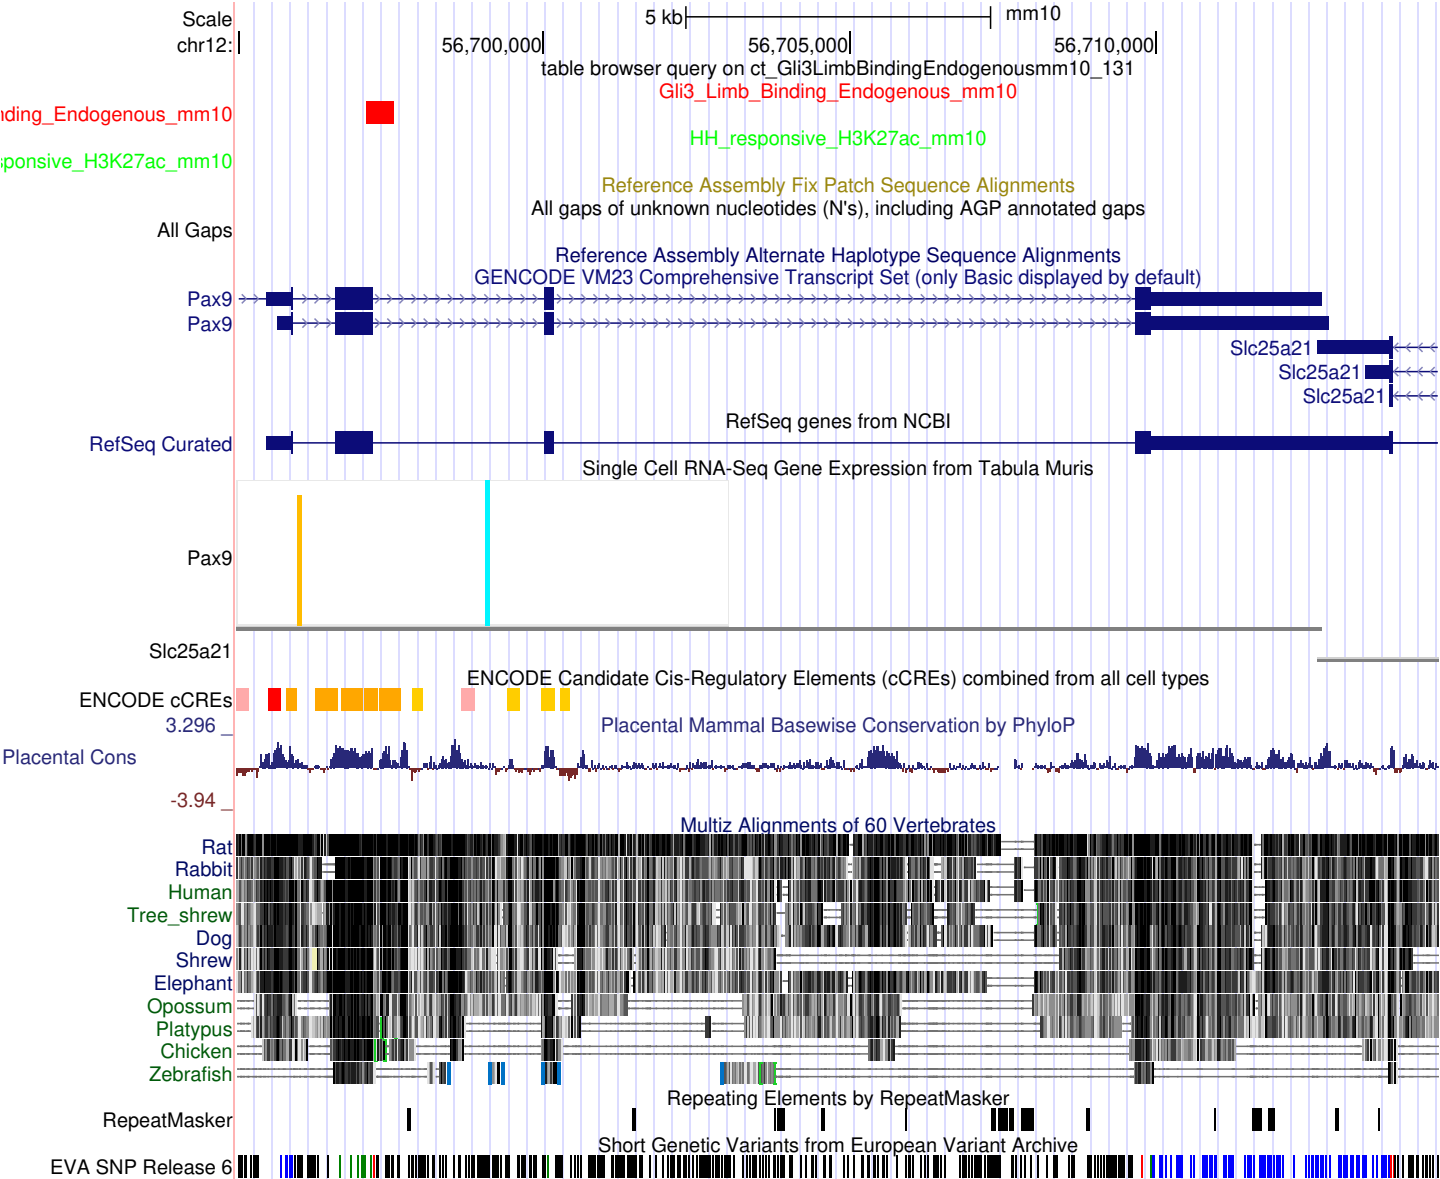 Scale 5 kb mm10
chr12: 56,700,000 56,705,000 56,710,000
table browser query on ct_Gli3LimbBindingEndogenousmm10_131
Gli3_Limb_Binding_Endogenous_mm10
nding_Endogenous_mm10
HH_responsive_H3K27ac_mm10
sponsive_H3K27ac_mm10
Reference Assembly Fix Patch Sequence Alignments
All gaps of unknown nucleotides (N's), including AGP annotated gaps
All Gaps
Reference Assembly Alternate Haplotype Sequence Alignments
GENCODE VM23 Comprehensive Transcript Set (only Basic displayed by default)
Pax9
Pax9
Slc25a21
Slc25a21
Slc25a21
RefSeq genes from NCBI
RefSeq Curated
Single Cell RNA-Seq Gene Expression from Tabula Muris
Pax9
Slc25a21
ENCODE Candidate Cis-Regulatory Elements (cCREs) combined from all cell types
ENCODE cCREs
3.296 _
Placental Mammal Basewise Conservation by PhyloP
Placental Cons
-3.94 _
Multiz Alignments of 60 Vertebrates
Rat
Rabbit
Human
Tree_shrew
Dog
Shrew
Elephant
Opossum
Platypus
Chicken
Zebrafish
Repeating Elements by RepeatMasker
RepeatMasker
Short Genetic Variants from European Variant Archive
EVA SNP Release 6